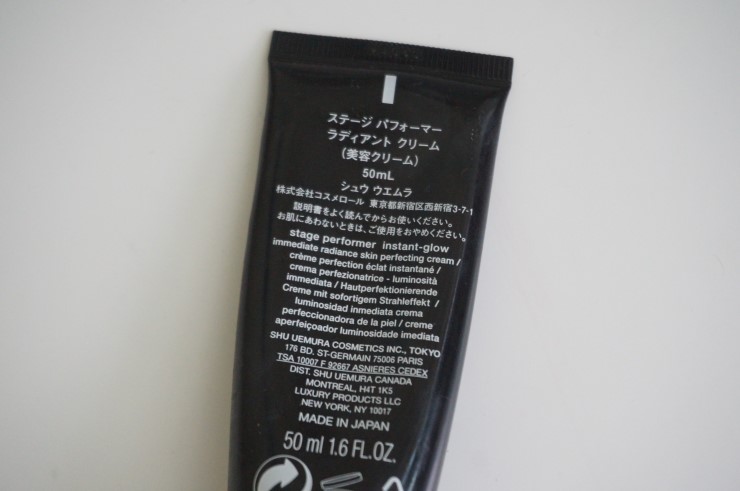 ステージ パフォーマー
ラディアント クリーム
(美容クリーム)
50mL
シュウ ウエムラ
株式会社コスメロール 東京都新宿区西新宿3-7-1
説明書をよく読んでからお使いください。
お肌にあわないときは、ご使用をおやめください。
stage performer instant-glow
immediate radiance skin perfecting cream /
crème perfection éclat instantané /
crema perfezionatrice - luminosità
immediata / Hautperfektionierende
Creme mit sofortigem Strahleffekt /
luminosidad inmediata crema
perfeccionadora de la piel / creme
aperfeiçoador luminosidade imediata
SHU UEMURA COSMETICS INC., TOKYO
176 BD. ST-GERMAIN 75006 PARIS
TSA 10007 F 92667 ASNIERES CEDEX
DIST. SHU UEMURA CANADA
MONTREAL, H4T 1K5
LUXURY PRODUCTS LLC
NEW YORK, NY 10017
MADE IN JAPAN
50 ml 1.6 FL.OZ.